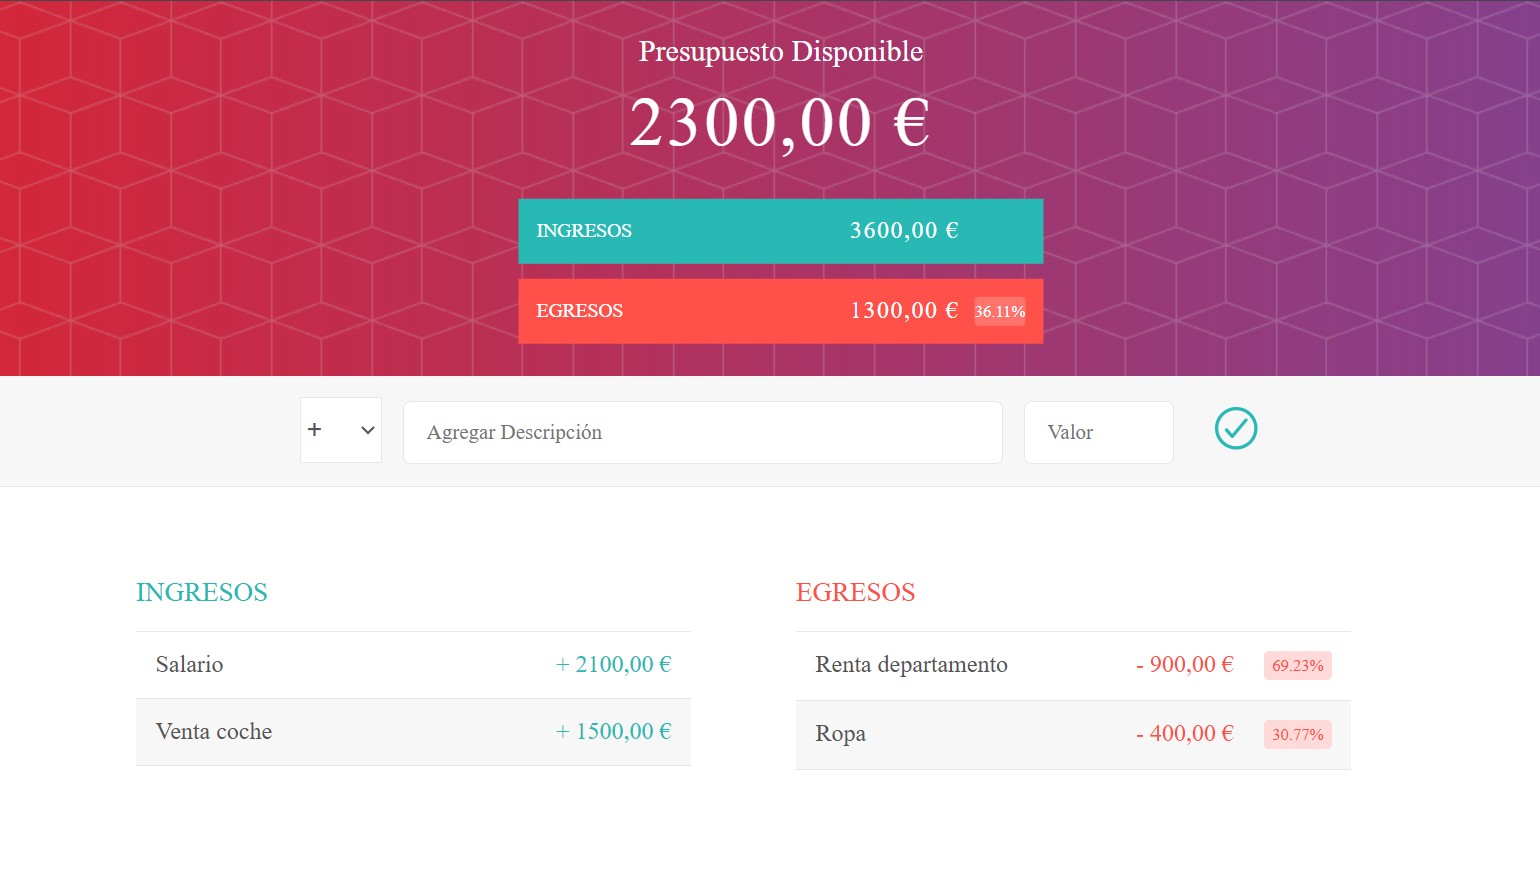 Presupuesto Disponible
2300,00 €
INGRESOS 3600,00 €
EGRESOS 1300,00 € 36.11%
+ Agregar Descripción Valor
INGRESOS
Salario + 2100,00 €
Venta coche + 1500,00 €
EGRESOS
Renta departamento - 900,00 € 69.23%
Ropa - 400,00 € 30.77%